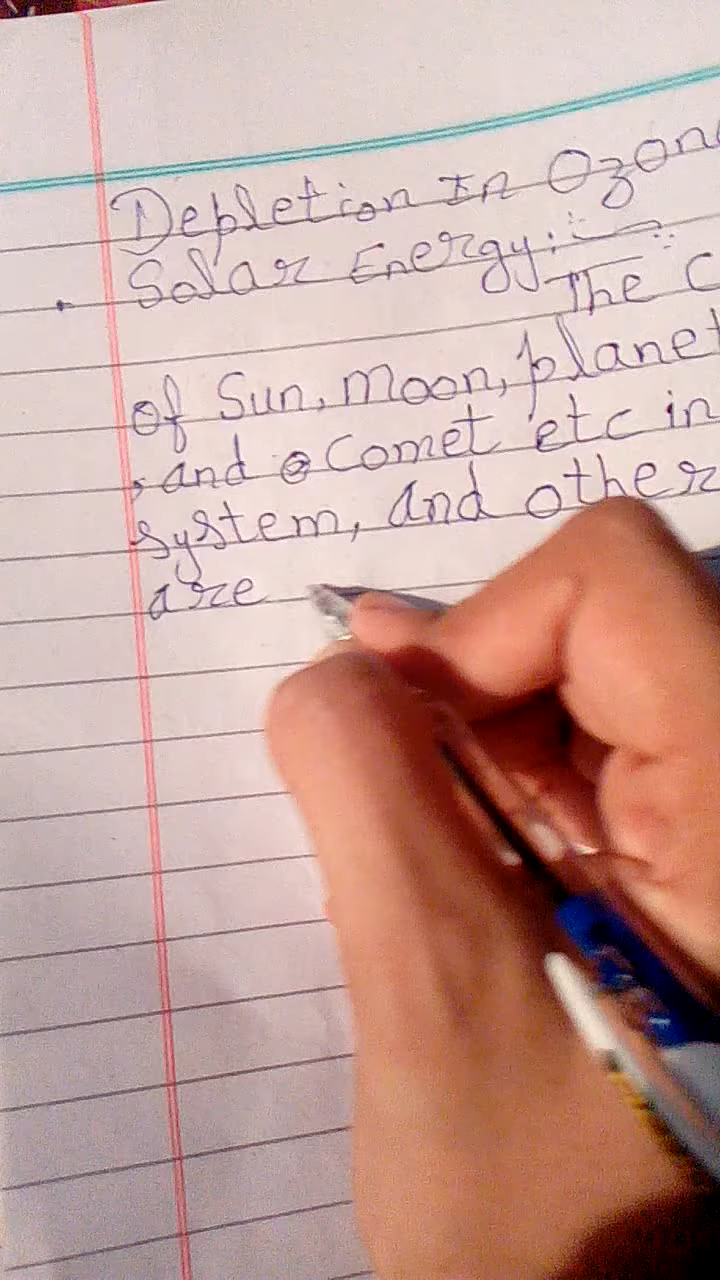 Depletion In Ozon
Solar Energy:-
The C
of Sun, Moon, planet
, and Comet etc in
system, and other
are